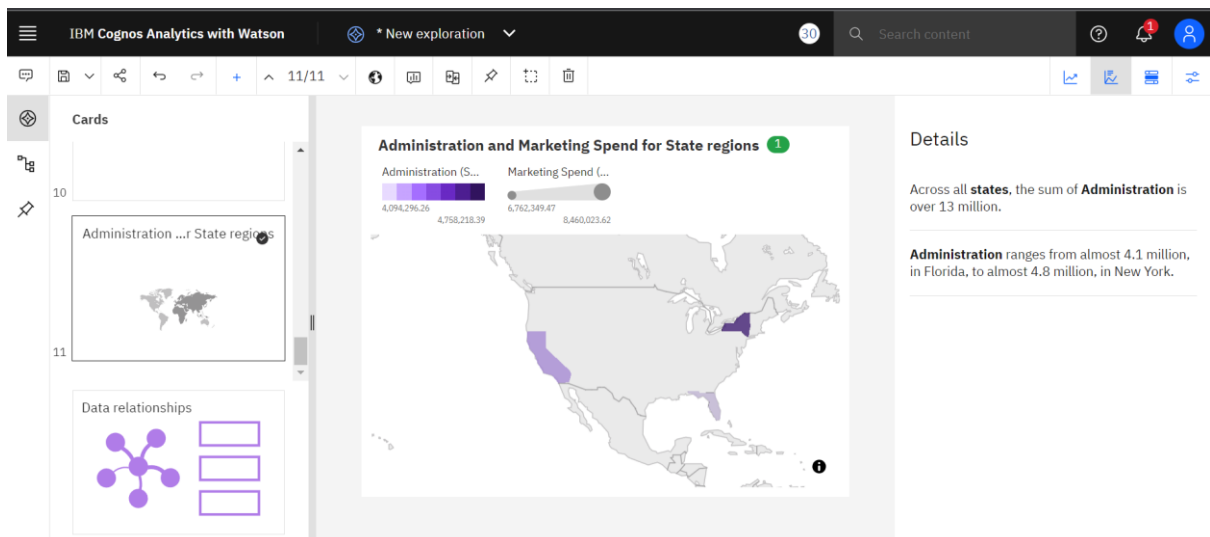 IBM Cognos Analytics with Watson
* New exploration
30
Search content
1
11/11
Cards
10
Administration ...r State regions
11
Data relationships
Administration and Marketing Spend for State regions 1
Administration (S...
Marketing Spend (...
4,094,296.26
4,758,218.39
6,762,349.47
8,460,023.62
Details
Across all states, the sum of Administration is
over 13 million.
Administration ranges from almost 4.1 million,
in Florida, to almost 4.8 million, in New York.